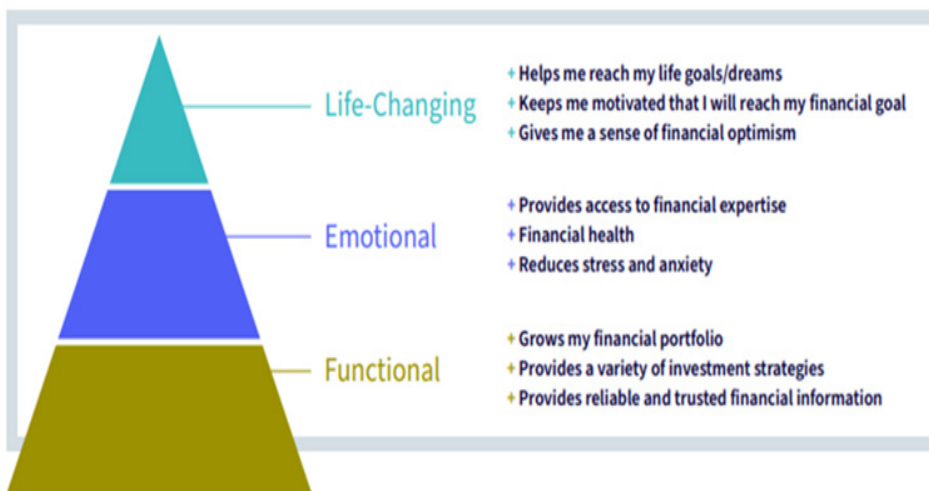 Life-Changing
+ Helps me reach my life goals/dreams
+ Keeps me motivated that I will reach my financial goal
+ Gives me a sense of financial optimism
Emotional
+ Provides access to financial expertise
+ Financial health
+ Reduces stress and anxiety
Functional
+ Grows my financial portfolio
+ Provides a variety of investment strategies
+ Provides reliable and trusted financial information